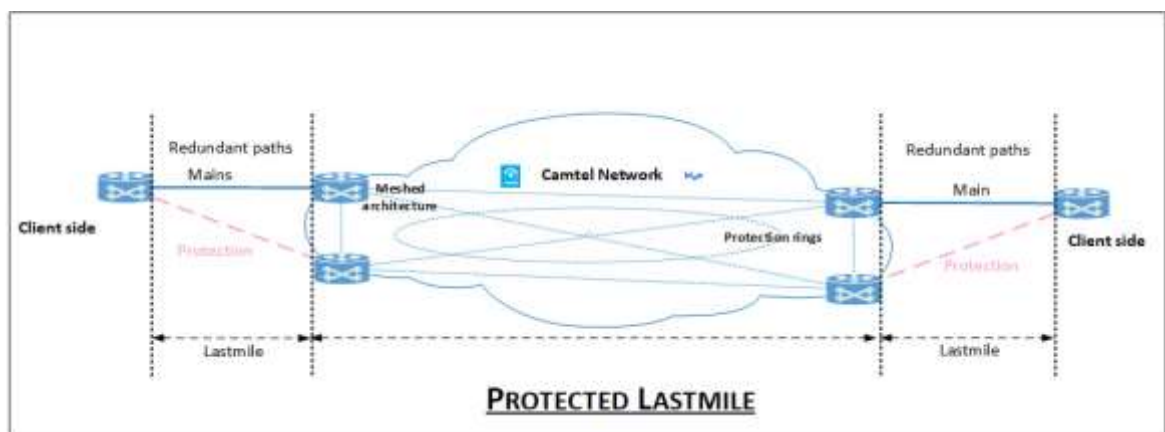 Redundant paths
Mains
Client side
Protection
Lastmile
Meshed
architecture
Camtel Network
Protection rings
Redundant paths
Main
Client side
Protection
Lastmile
PROTECTED LASTMILE